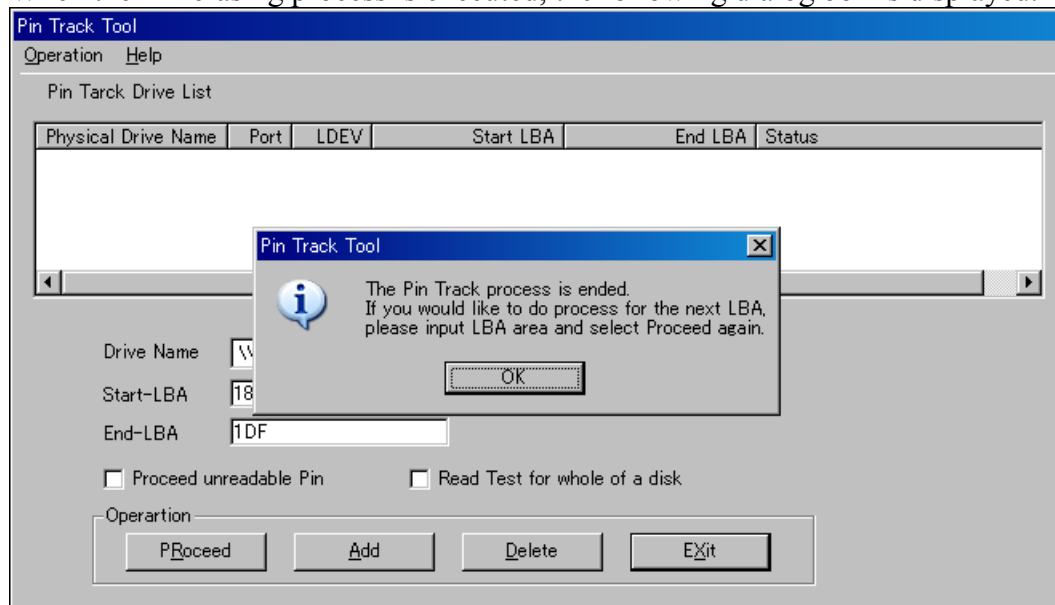 Pin Track Tool
Operation Help
Pin Tarck Drive List
Physical Drive Name Port LDEV Start LBA End LBA Status
Pin Track Tool
The Pin Track process is ended.
If you would like to do process for the next LBA,
please input LBA area and select Proceed again.
OK
Drive Name \\
Start-LBA 18
End-LBA 1DF
Proceed unreadable Pin Read Test for whole of a disk
Operartion
PRoceed Add Delete EXit